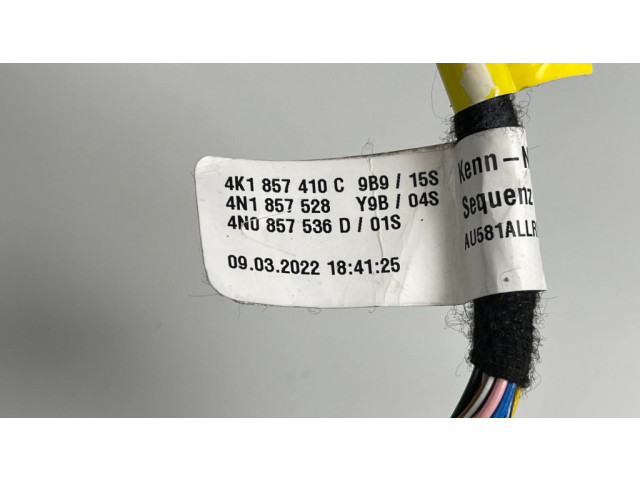 4K1 857 410 C 9B9 / 15S
4N1 857 528 Y9B / 04S
4N0 857 536 D / 01S
09.03.2022 18:41:25
Kenn-N
Sequenz
AU581ALLR